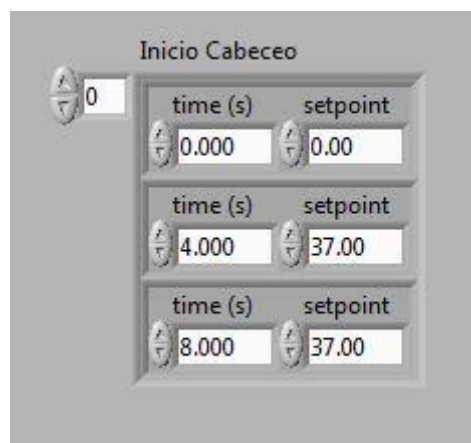 Inicio Cabeceo
0
time (s) setpoint
0.000 0.00
time (s) setpoint
4.000 37.00
time (s) setpoint
8.000 37.00